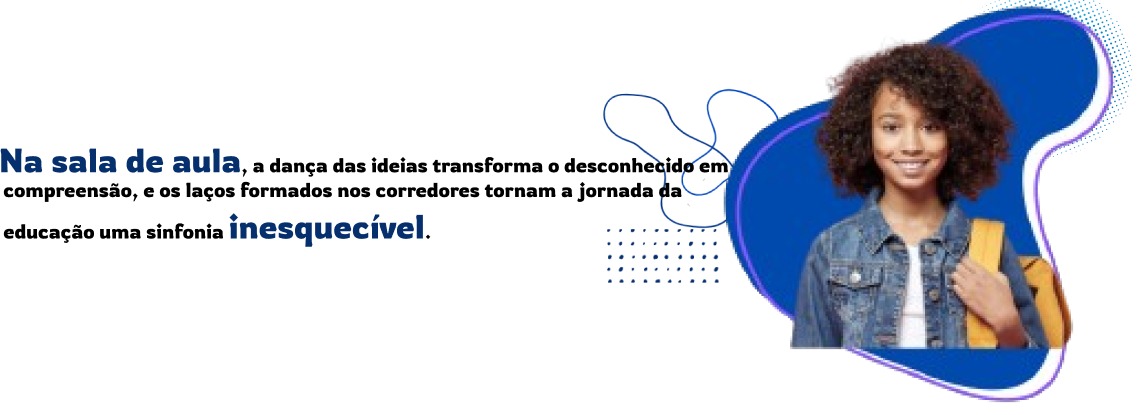 Na sala de aula, a dança das ideias transforma o desconhecido em
compreensão, e os laços formados nos corredores tornam a jornada da
educação uma sinfonia inesquecível.